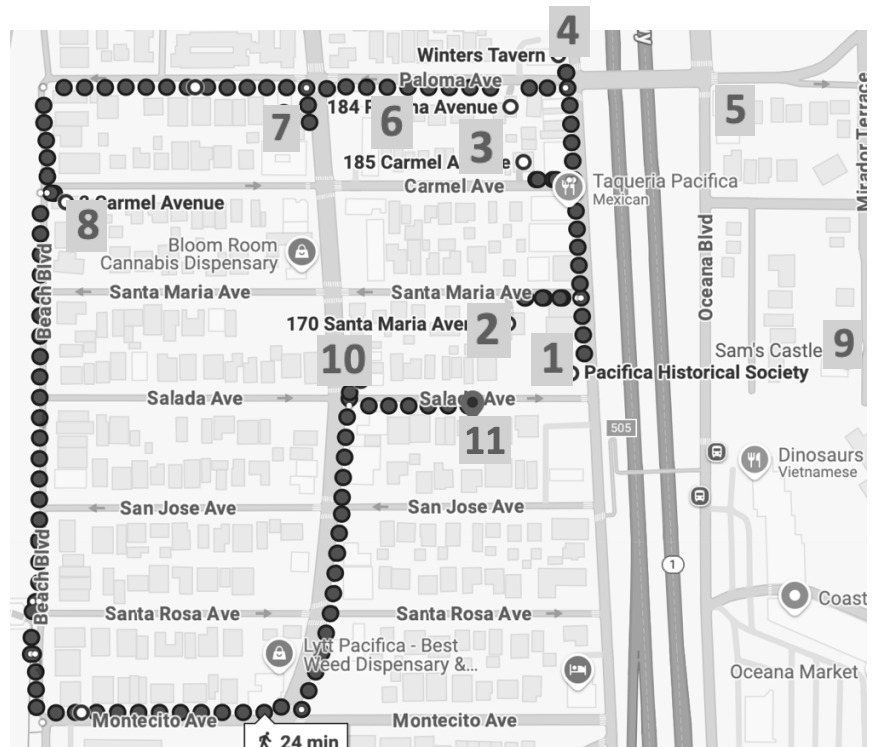 4
Winters Tavern
Paloma Ave
184 P ma Avenue
6
7
5
3
185 Carmel A e
Carmel Ave
Taqueria Pacifica
Mexican
Mirador Terrace
Carmel Avenue
8
Bloom Room
Cannabis Dispensary
Beach Blvd
Oceana Blvd
Santa Maria Ave
Santa Maria Ave
170 Santa Maria Aven
2
10
1
9
Sam's Castle
Pacifica Historical Society
Salada Ave
Salada Ave
11
505
Dinosaurs
Vietnamese
San Jose Ave
San Jose Ave
1
Beach Blvd
Coast
Santa Rosa Ave
Santa Rosa Ave
Lytt Pacifica - Best
Weed Dispensary &...
Oceana Market
Montecito Ave
Montecito Ave
24 min